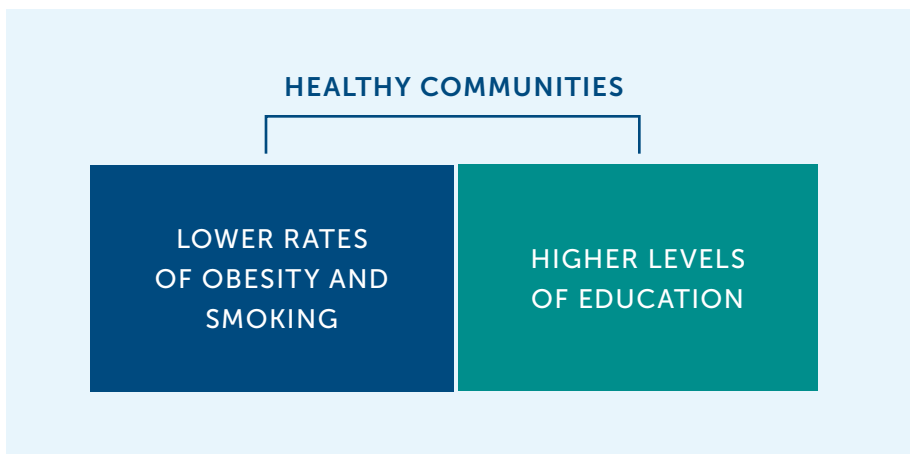 HEALTHY COMMUNITIES
LOWER RATES
OF OBESITY AND
SMOKING
HIGHER LEVELS
OF EDUCATION